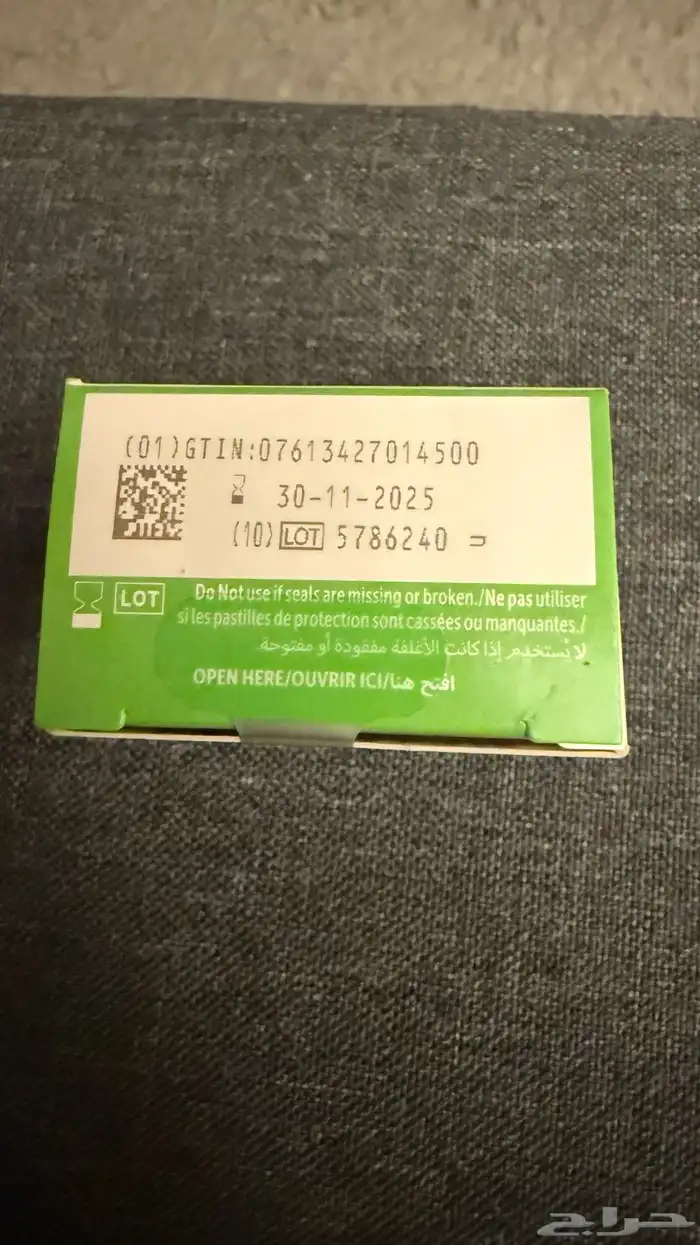 (01)GTIN:07613427014500
30-11-2025
(10) LOT 5786240
LOT
Do Not use if seals are missing or broken./Ne pas utiliser
si les pastilles de protection sont cassées ou manquantes./
لا تستخدم إذا كانت الأغلفة مفقودة أو مفتوحة.
OPEN HERE/OUVRIR ICI/افتح هنا
حراج